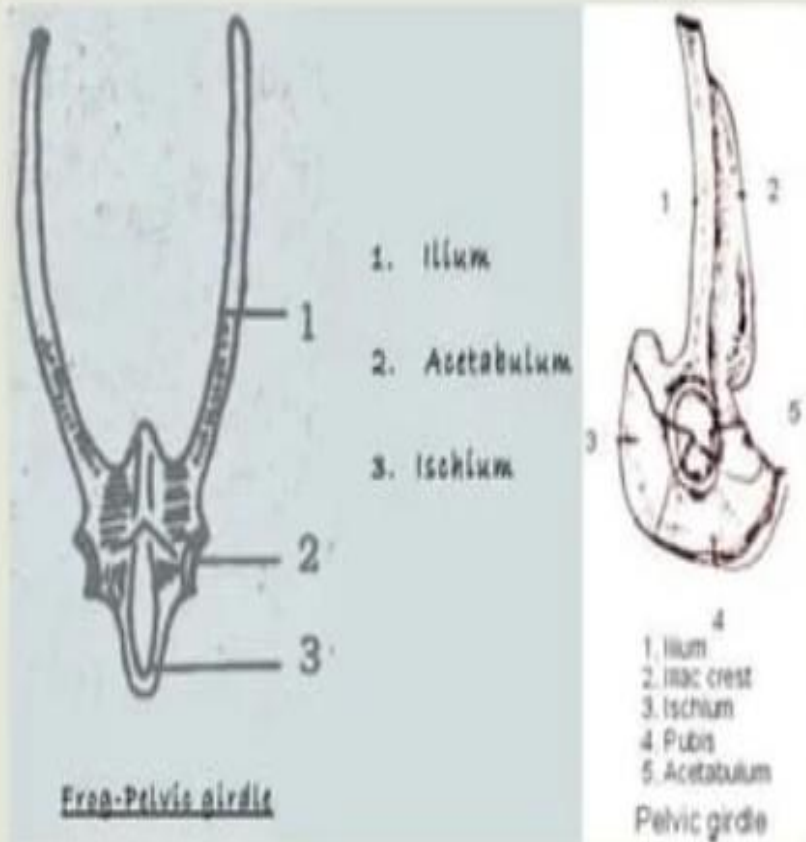 1
2
3
1. Ilium
2. Acetabulum
3. Ischium
Frog-Pelvic girdle
1
2
3
5
4
1. Ilium
2. Iliac crest
3. Ischium
4 Pubis
5. Acetabulum
Pelvic girdle